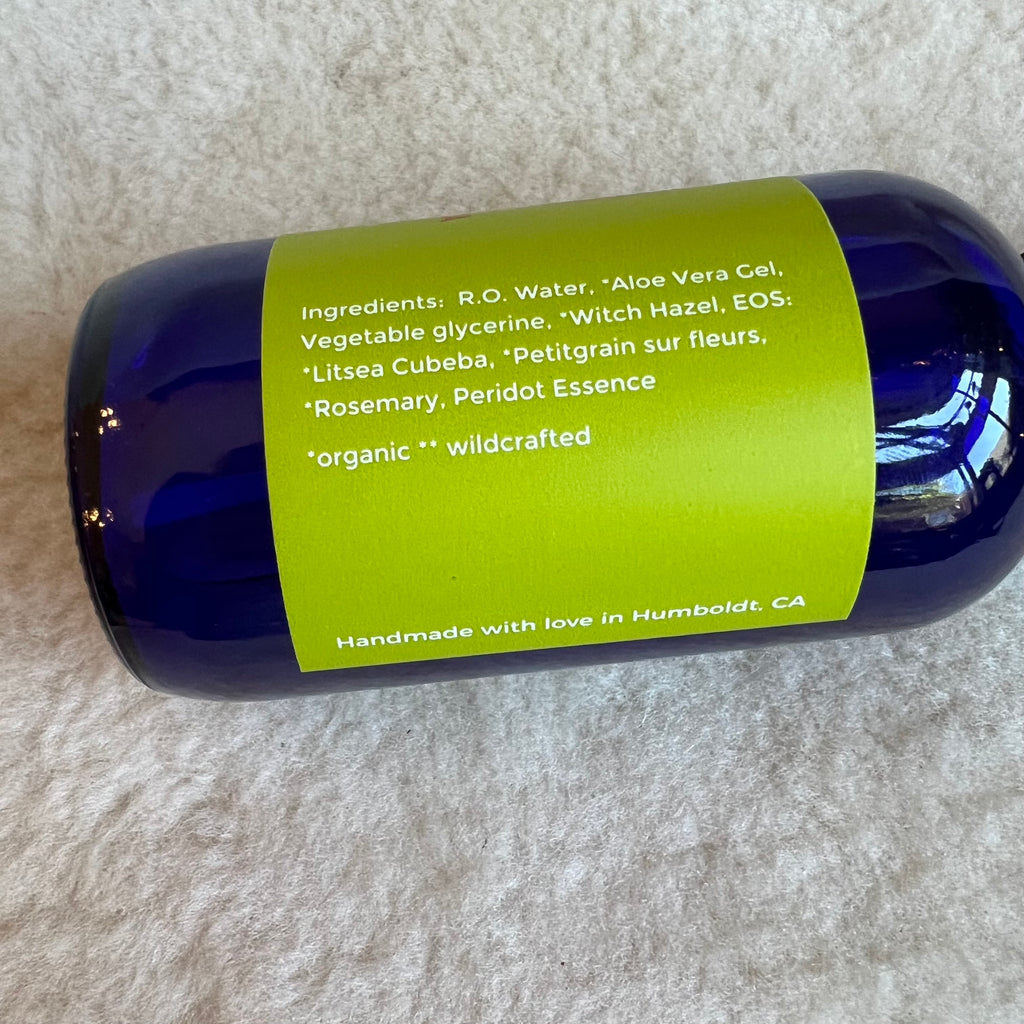 Ingredients: R.O. Water, *Aloe Vera Gel,
Vegetable glycerine, *Witch Hazel, EOS:
*Litsea Cubeba, *Petitgrain sur fleurs,
*Rosemary, Peridot Essence
*organic ** wildcrafted
Handmade with love in Humboldt, CA